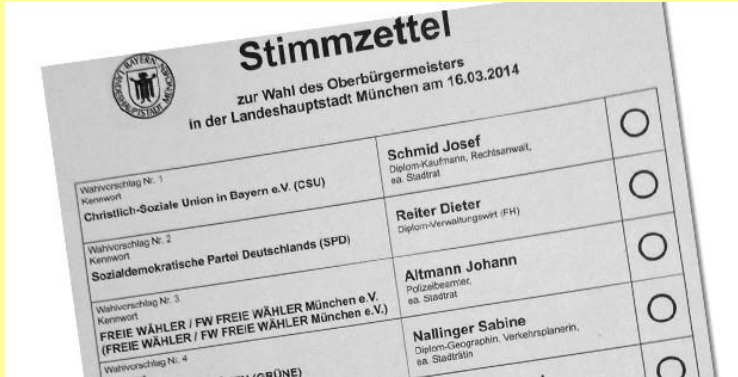 Stimmzettel
zur Wahl des Oberbürgermeisters
in der Landeshauptstadt München am 16.03.2014
Wahlvorschlag Nr. 1
Kennwort
Christlich-Soziale Union in Bayern e.V. (CSU)
Schmid Josef
Diplom-Kaufmann, Rechtsanwalt,
ea. Stadtrat
Wahlvorschlag Nr. 2
Kennwort
Sozialdemokratische Partei Deutschlands (SPD)
Reiter Dieter
Diplom-Verwaltungswirt (FH)
Wahlvorschlag Nr. 3
Kennwort
FREIE WÄHLER / FW FREIE WÄHLER München e.V.
(FREIE WÄHLER / FW FREIE WÄHLER München e.V.)
Altmann Johann
Polizeibeamter,
ea. Stadtrat
Wahlvorschlag Nr. 4
GRÜNE)
Nallinger Sabine
Diplom-Geographin, Verkehrsplanerin,
ea. Stadträtin